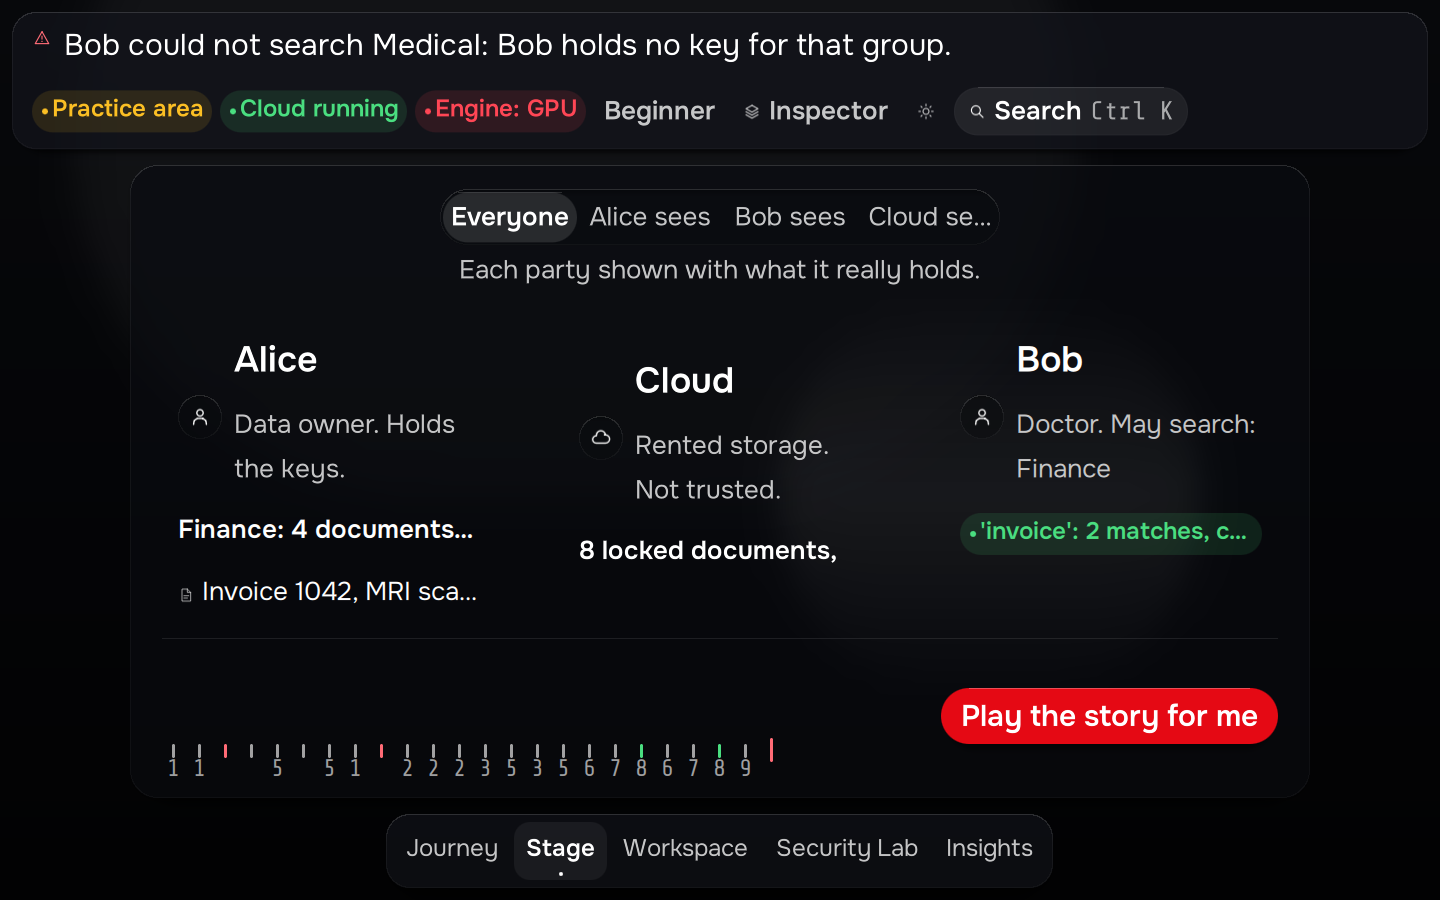 Bob could not search Medical: Bob holds no key for that group.
Practice area
Cloud running
Engine: GPU
Beginner
Inspector
Search Ctrl K
Everyone
Alice sees
Bob sees
Cloud se...
Each party shown with what it really holds.
Alice
Data owner. Holds
the keys.
Finance: 4 documents...
Invoice 1042, MRI sca...
Cloud
Rented storage.
Not trusted.
8 locked documents,
Bob
Doctor. May search:
Finance
'invoice': 2 matches, c...
Play the story for me
1 1 5 5 1 2 2 2 3 5 3 5 6 7 8 6 7 8 9
Journey
Stage
Workspace
Security Lab
Insights